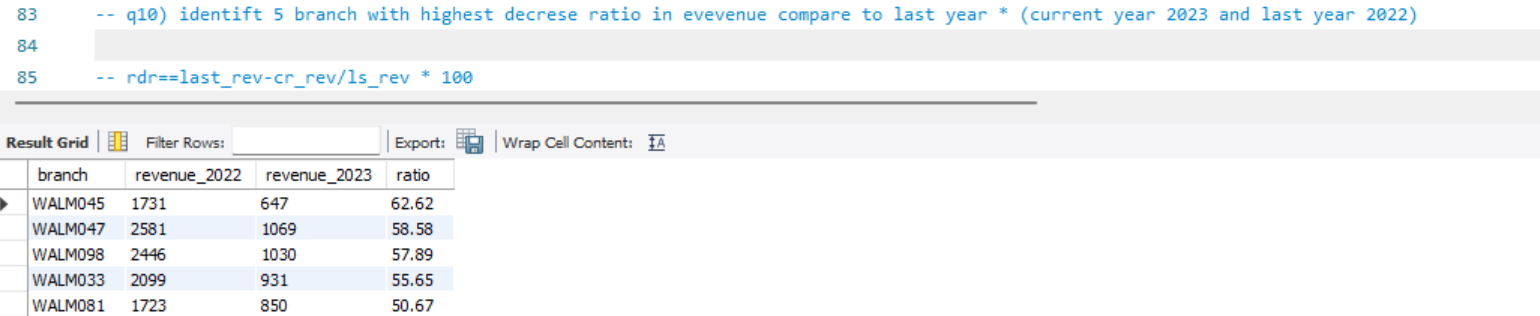 83 -- q10) identift 5 branch with highest decrese ratio in evevenue compare to last year * (current year 2023 and last year 2022)
84
85 -- rdr==last_rev-cr_rev/ls_rev * 100
Result Grid Filter Rows: Export: Wrap Cell Content:
branch revenue_2022 revenue_2023 ratio
WALM045 1731 647 62.62
WALM047 2581 1069 58.58
WALM098 2446 1030 57.89
WALM033 2099 931 55.65
WALM081 1723 850 50.67